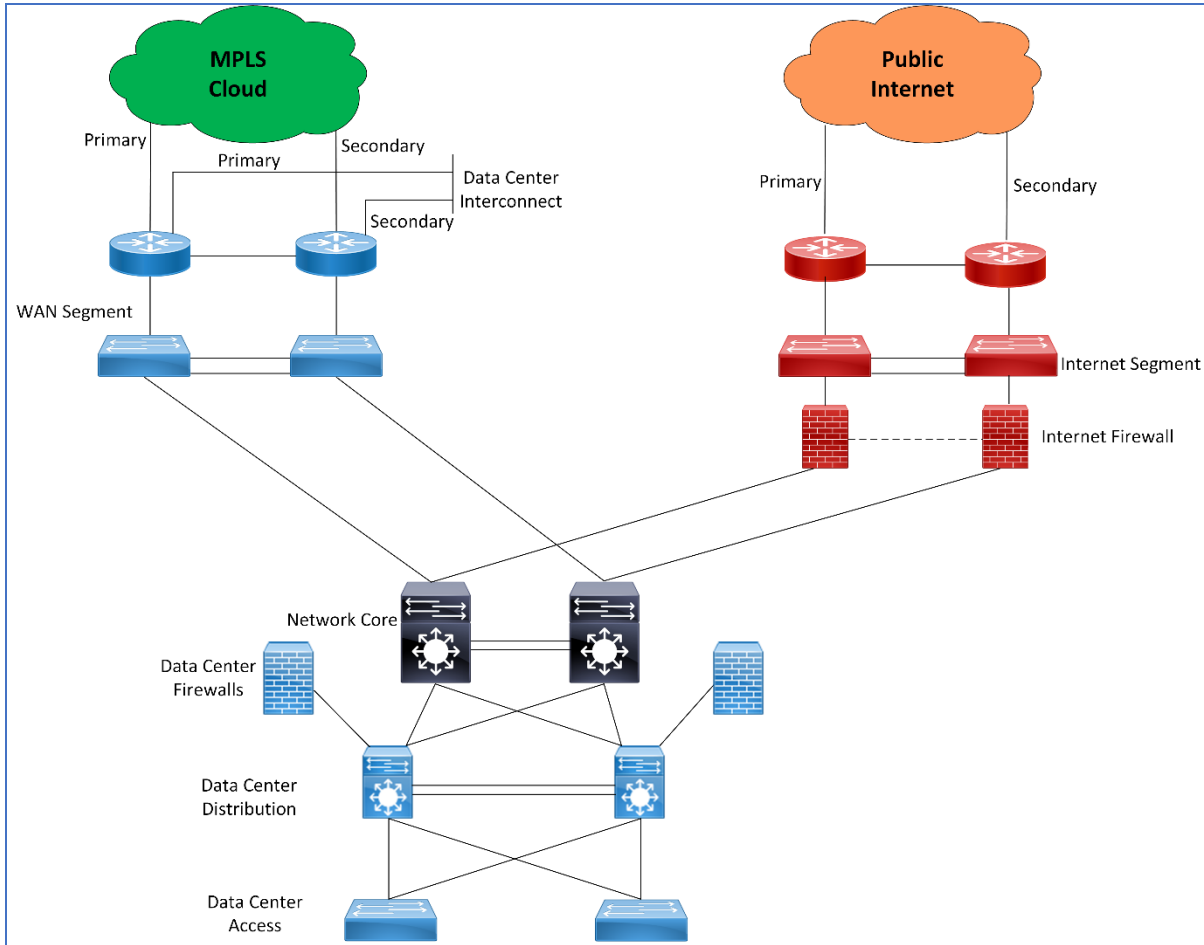 MPLS
Cloud
Public
Internet
Primary
Secondary
Primary
Data Center
Interconnect
Secondary
Primary
Secondary
WAN Segment
Internet Segment
Internet Firewall
Network Core
Data Center
Firewalls
Data Center
Distribution
Data Center
Access